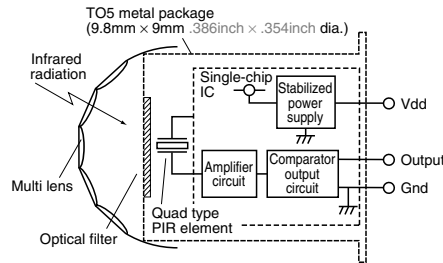 TO5 metal package
(9.8mm × 9mm .386inch × .354inch dia.)
Infrared
radiation
Single-chip
IC
Stabilized
power
supply
Vdd
Amplifier
circuit
Comparator
output
circuit
Output
Gnd
Multi lens
Quad type
PIR element
Optical filter